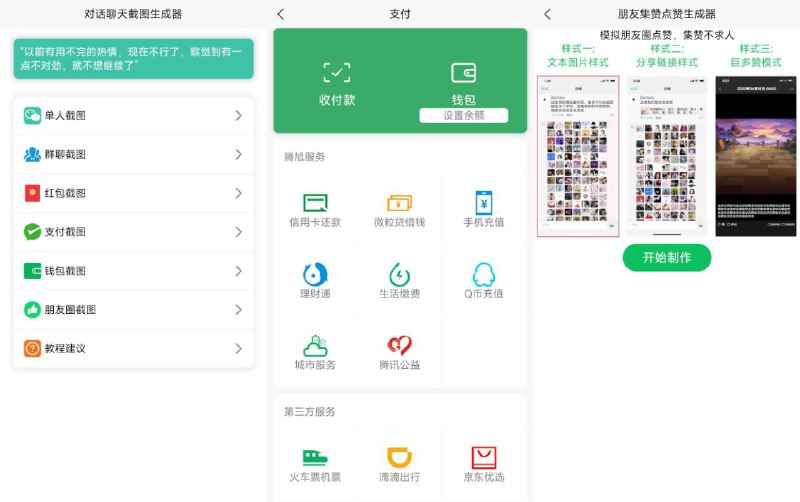 对话聊天截图生成器
“以前有用不完的热情，现在不行了，察觉到有一
点不对劲，就不想继续了”
单人截图
群聊截图
红包截图
支付截图
钱包截图
朋友圈截图
教程建议
支付
收付款
钱包
设置余额
腾旭服务
信用卡还款
微粒贷借钱
手机充值
理财通
生活缴费
Q币充值
城市服务
腾讯公益
第三方服务
火车票机票
滴滴出行
京东优选
朋友集赞点赞生成器
模拟朋友圈点赞，集赞不求人
样式一：
文本图片样式
样式二：
分享链接样式
样式三：
巨多赞模式
Zachary
开始制作